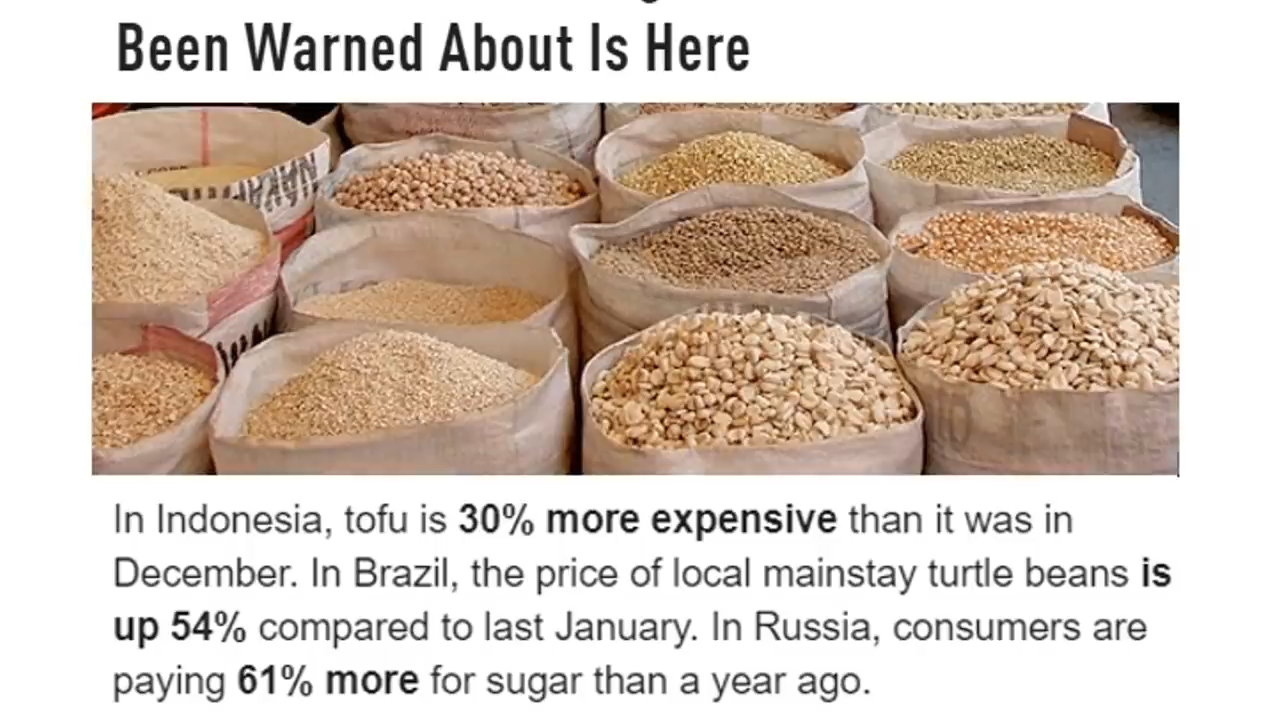 Been Warned About Is Here
In Indonesia, tofu is 30% more expensive than it was in
December. In Brazil, the price of local mainstay turtle beans is
up 54% compared to last January. In Russia, consumers are
paying 61% more for sugar than a year ago.